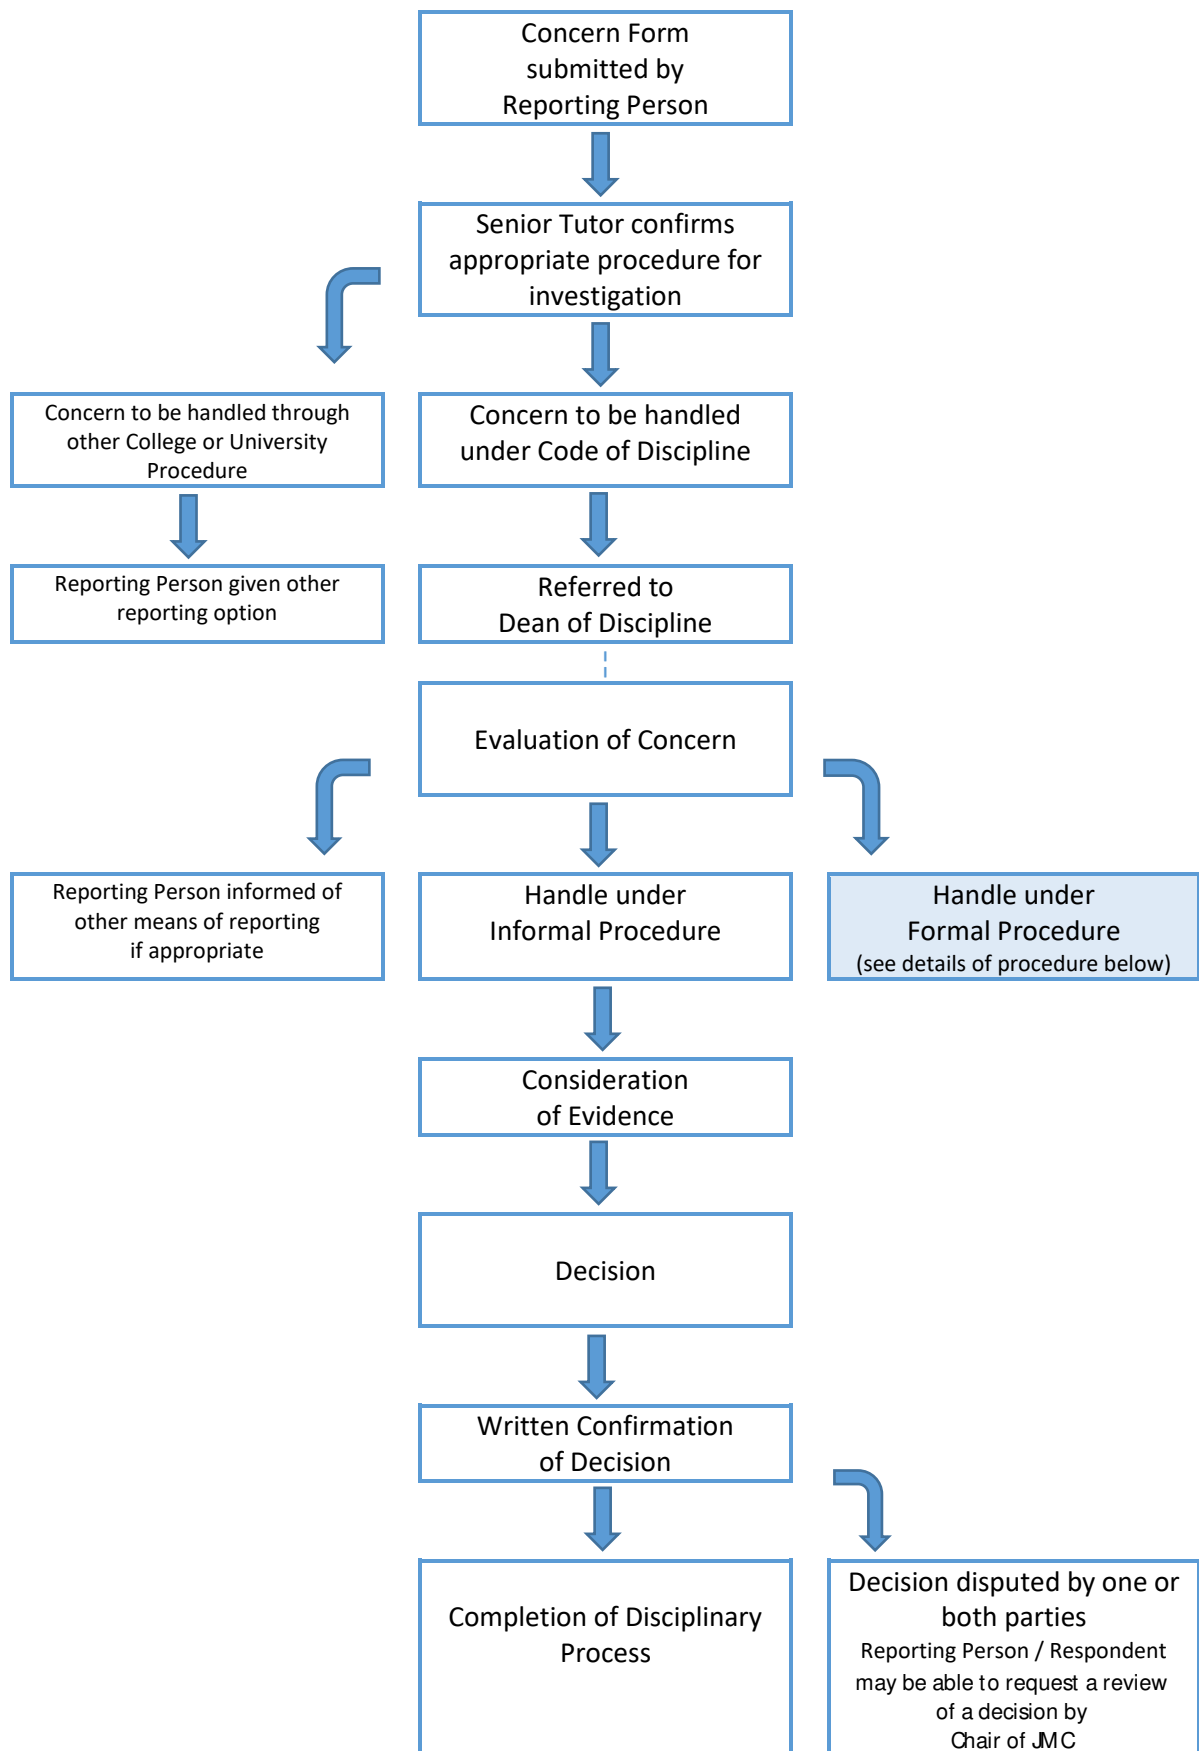 Concern Form
submitted by
Reporting Person
Senior Tutor confirms
appropriate procedure for
investigation
Concern to be handled through
other College or University
Procedure
Concern to be handled
under Code of Discipline
Reporting Person given other
reporting option
Referred to
Dean of Discipline
Evaluation of Concern
Reporting Person informed of
other means of reporting
if appropriate
Handle under
Informal Procedure
Handle under
Formal Procedure
(see details of procedure below)
Consideration
of Evidence
Decision
Written Confirmation
of Decision
Completion of Disciplinary
Process
Decision disputed by one or
both parties
Reporting Person / Respondent
may be able to request a review
of a decision by
Chair of JMC